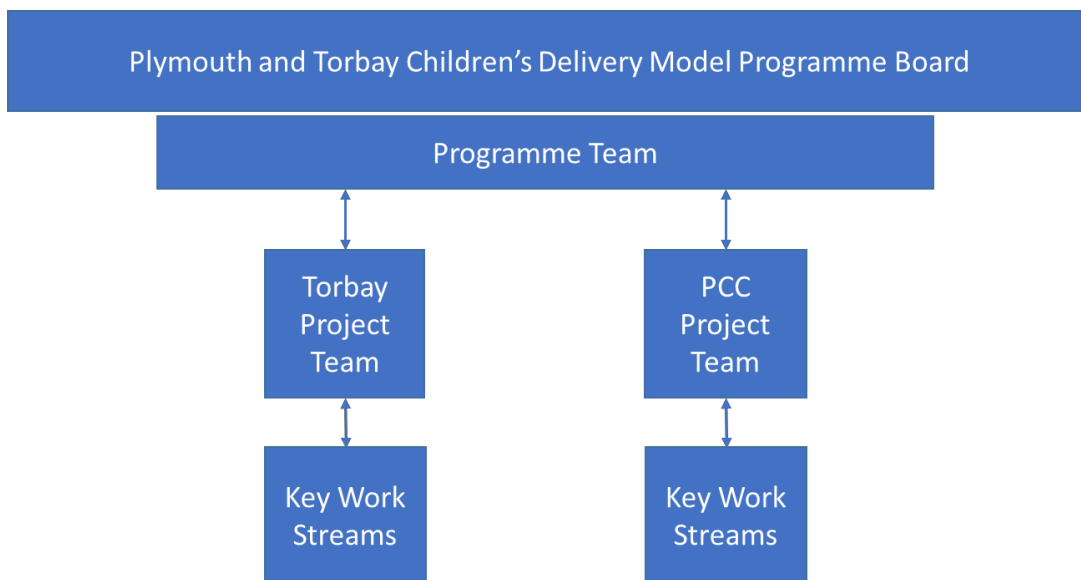 Plymouth and Torbay Children’s Delivery Model Programme Board
Programme Team
Torbay
Project
Team
PCC
Project
Team
Key Work
Streams
Key Work
Streams